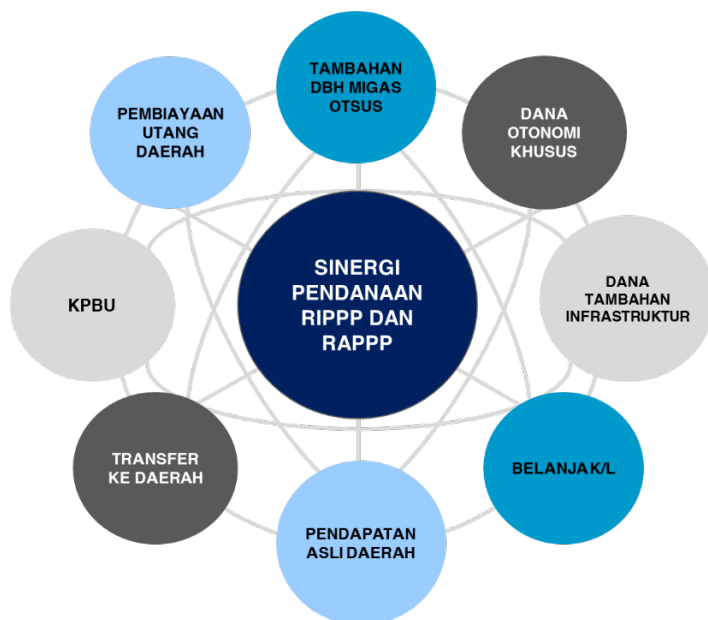 TAMBAHAN
DBH MIGAS
OTSUS
DANA
OTONOMI
KHUSUS
DANA
TAMBAHAN
INFRASTRUKTUR
BELANJA K/L
PENDAPATAN
ASLI DAERAH
TRANSFER
KE DAERAH
KPBU
PEMBIAYAAN
UTANG
DAERAH
SINERGI
PENDANAAN
RIPPP DAN
RAPPP